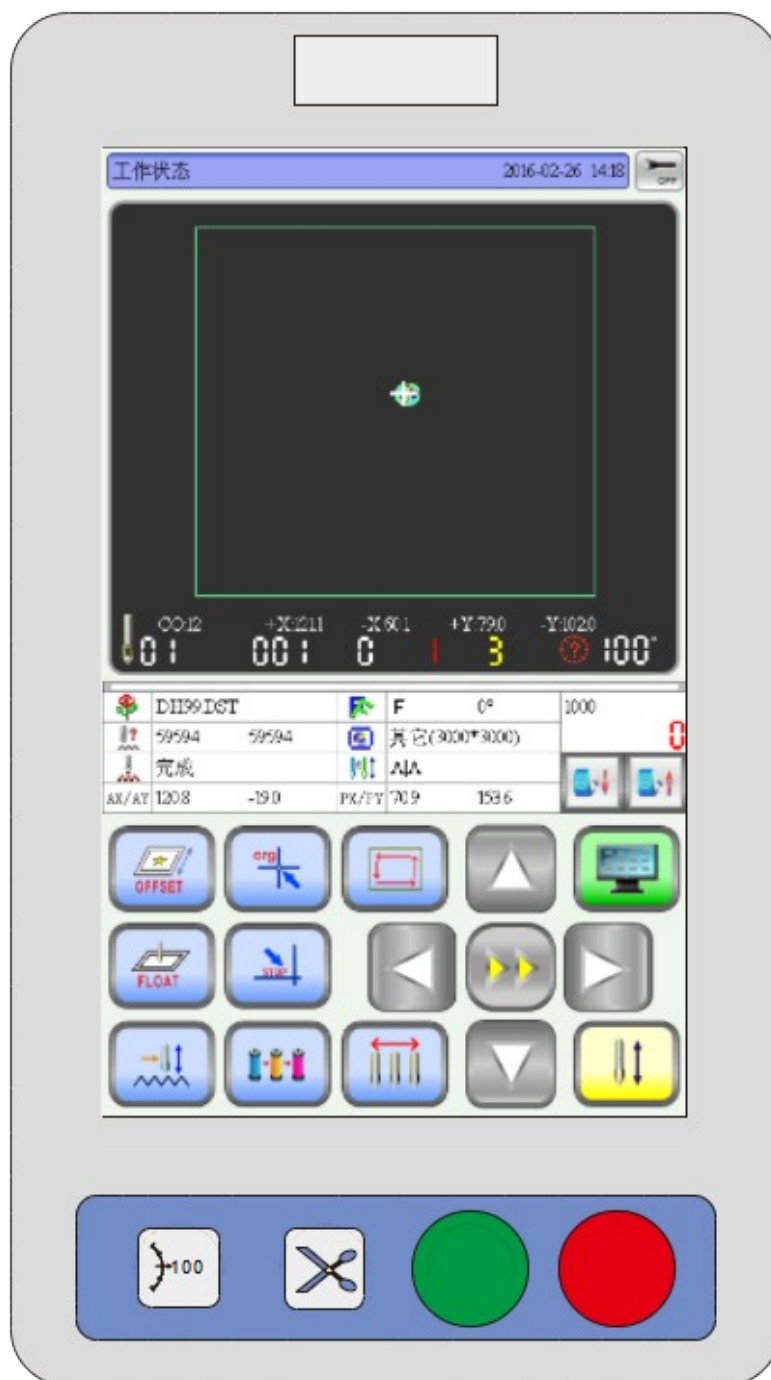 工作状态 2016-02-26 14:18
OFF
CO:12 +X:121.1 -X:60.1 +Y:79.0 -Y:102.0
01 001 0 1 3 ? 100°
DH99.DST F 0° 1000
59594 59594 其它(3000*3000) 0
完成
AX/AY 120.8 -19.0 PX/PY 70.9 153.6
OFFSET org
FLOAT STOP
100